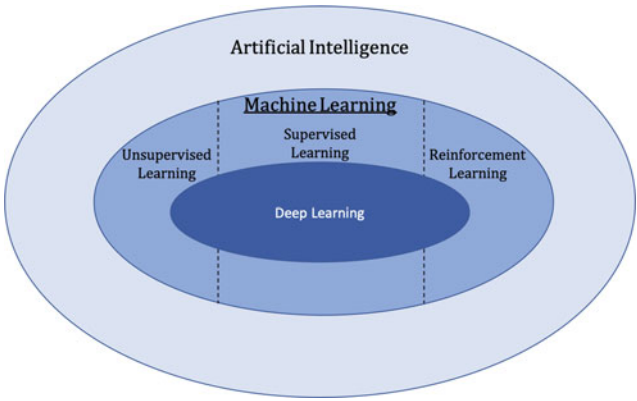 Artificial Intelligence
Machine Learning
Supervised
Learning
Unsupervised
Learning
Reinforcement
Learning
Deep Learning